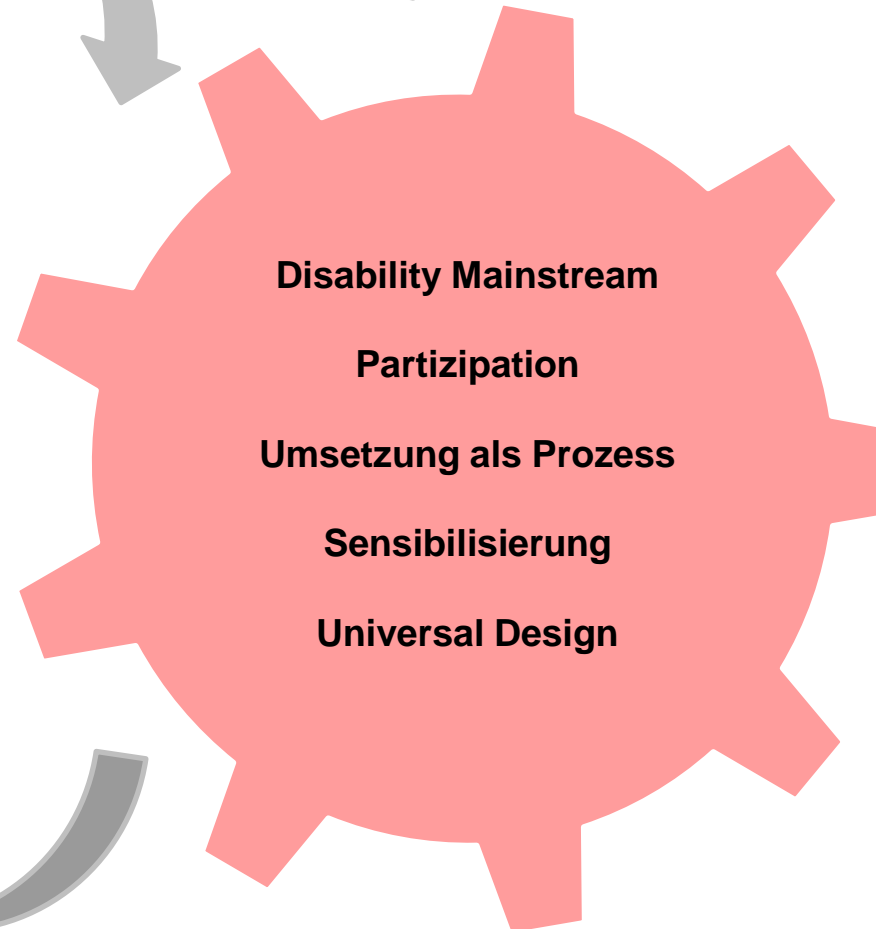 Disability Mainstream
Partizipation
Umsetzung als Prozess
Sensibilisierung
Universal Design